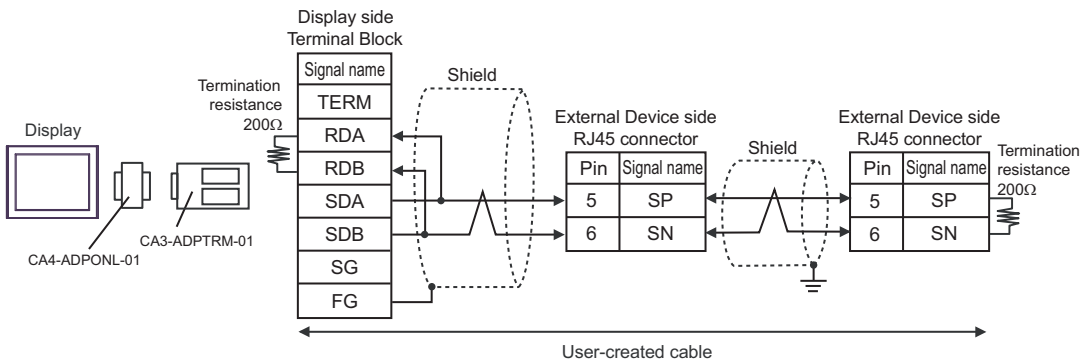 Display side
Terminal Block
Signal name
TERM
RDA
RDB
SDA
SDB
SG
FG
Termination
resistance
200Ω
Display
CA4-ADPONL-01
CA3-ADPTRM-01
Shield
External Device side
RJ45 connector
Pin Signal name
5 SP
6 SN
Shield
External Device side
RJ45 connector
Pin Signal name
5 SP
6 SN
Termination
resistance
200Ω
User-created cable